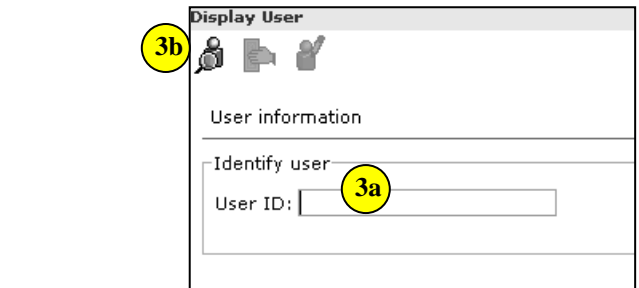 Display User
3b
User information
Identify user
3a
User ID: